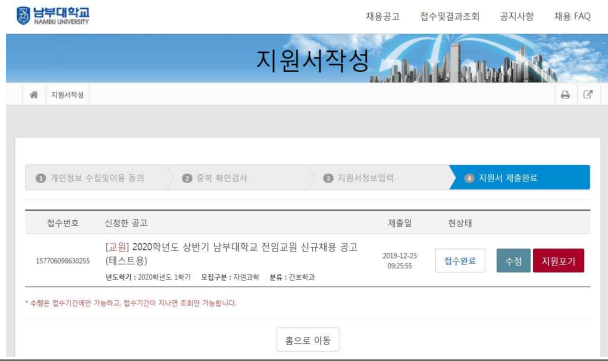 남부대학교
NAMBU UNIVERSITY
채용공고 접수및결과조회 공지사항 채용 FAQ
지원서작성
지원서작성
1 개인정보 수집및이용 동의 2 중복 확인검사 3 지원서정보입력 4 지원서 제출완료
접수번호 신청한 공고 제출일 현상태
[교원] 2020학년도 상반기 남부대학교 전임교원 신규채용 공고
(테스트용)
157706098630255 2019-12-23
09:25:55 접수완료 수정 지원포기
년도학기 : 2020학년도 1학기 모집구분 : 자연과학 분류 : 간호학과
* 수정은 접수기간에만 가능하고, 접수기간이 지나면 조회만 가능합니다.
홈으로 이동